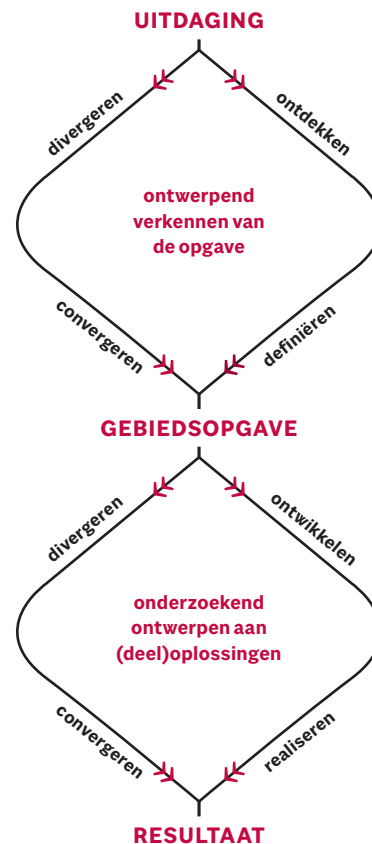 UITDAGING
divergeren
ontdekken
ontwerpend
verkennen van
de opgave
convergeren
definiëren
GEBIEDSOPGAVE
divergeren
ontwikkelen
onderzoekend
ontwerpen aan
(deel)oplossingen
convergeren
realiseren
RESULTAAT